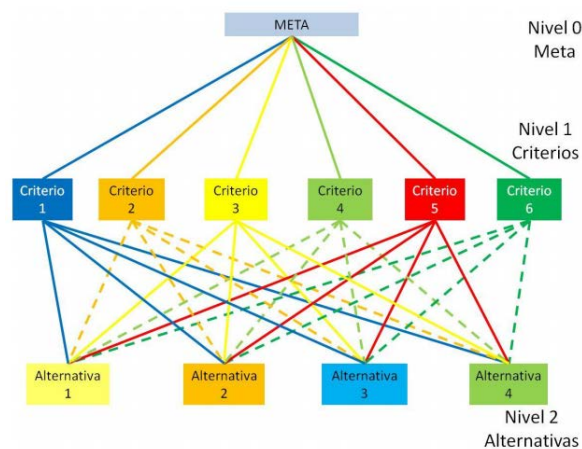 META
Nivel 0
Meta
Nivel 1
Criterios
Criterio
1
Criterio
2
Criterio
3
Criterio
4
Criterio
5
Criterio
6
Alternativa
1
Alternativa
2
Alternativa
3
Alternativa
4
Nivel 2
Alternativas